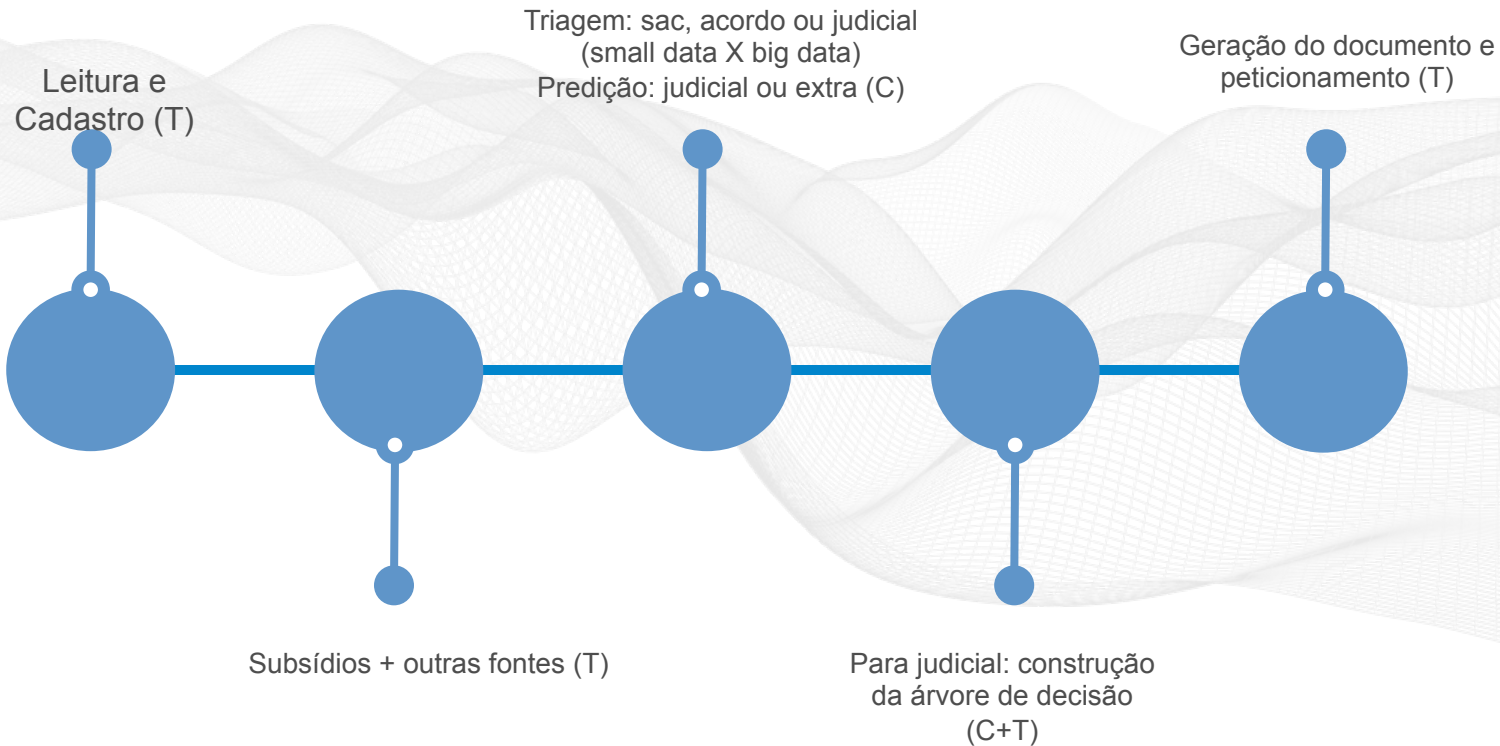 Leitura e
Cadastro (T)
Subsídios + outras fontes (T)
Triagem: sac, acordo ou judicial
(small data X big data)
Predição: judicial ou extra (C)
Para judicial: construção
da árvore de decisão
(C+T)
Geração do documento e
peticionamento (T)